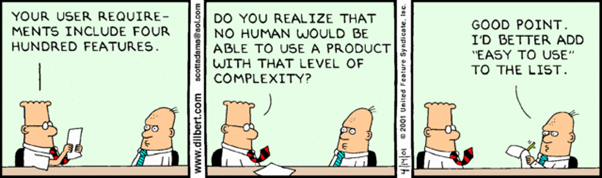 YOUR USER REQUIRE-
MENTS INCLUDE FOUR
HUNDRED FEATURES.
DO YOU REALIZE THAT
NO HUMAN WOULD BE
ABLE TO USE A PRODUCT
WITH THAT LEVEL OF
COMPLEXITY?
www.dilbert.com scottadams@aol.com
GOOD POINT.
I'D BETTER ADD
"EASY TO USE"
TO THE LIST.
4/14/01 © 2001 United Feature Syndicate, Inc.